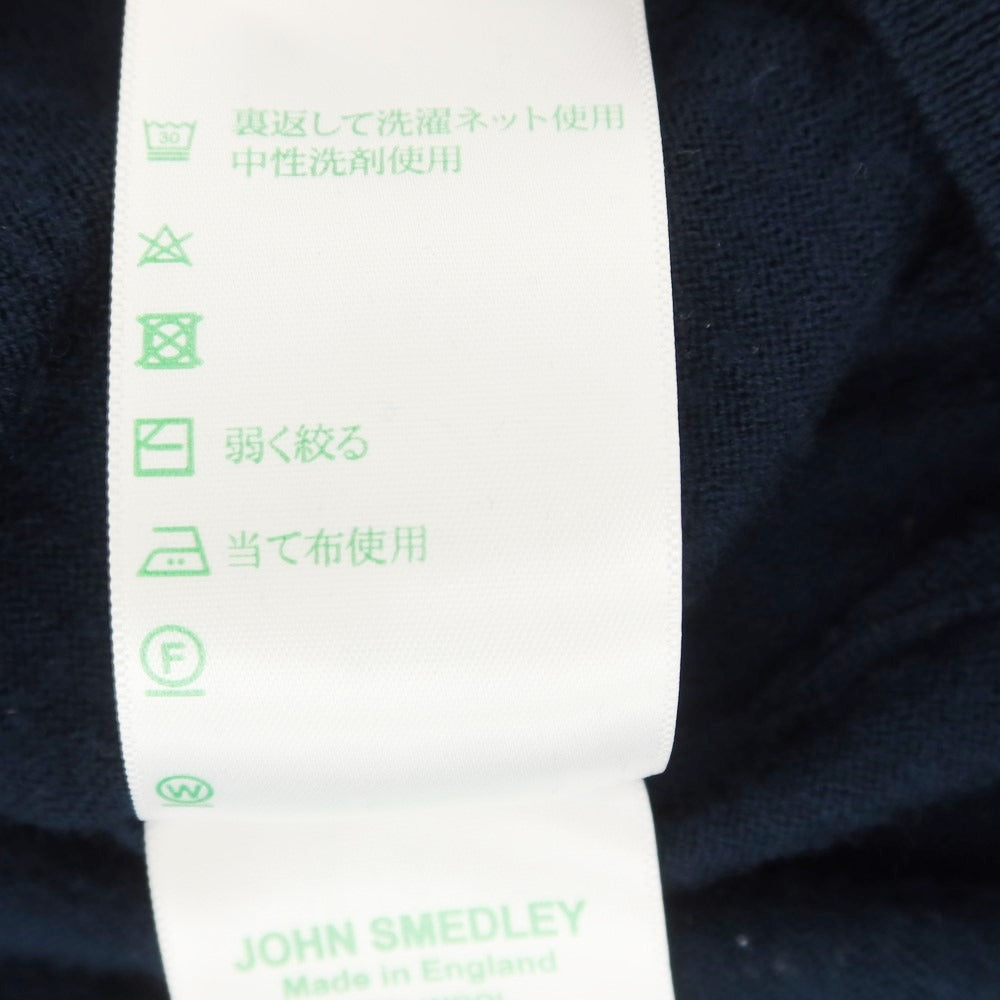 30
裏返して洗濯ネット使用
中性洗剤使用
弱く絞る
当て布使用
F
W
JOHN SMEDLEY
Made in England